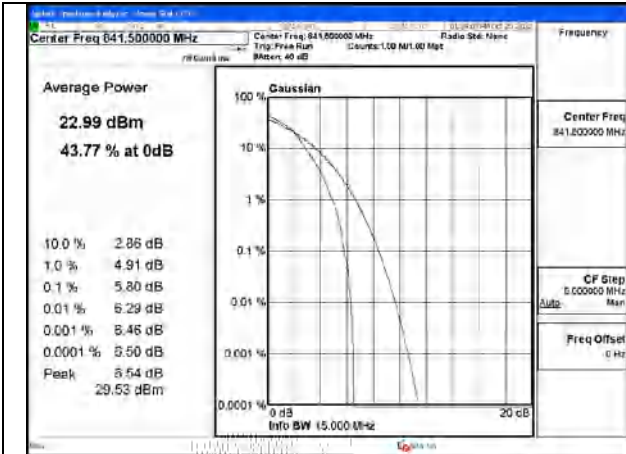 Center Freq 841.500000 MHz
Center Freq: 841.500000 MHz
Radio Std: None
Trig: Free Run
Counts:1.00 M/1.00 Mpt
#Atten: 40 dB
Frequency
Average Power
22.99 dBm
43.77 % at 0dB
10.0 % 2.86 dB
1.0 % 4.91 dB
0.1 % 5.80 dB
0.01 % 6.29 dB
0.001 % 6.46 dB
0.0001 % 6.50 dB
Peak 6.54 dB
29.53 dBm
Gaussian
100 %
10 %
1 %
0.1 %
0.01 %
0.001 %
0.0001 %
0 dB
20 dB
Info BW 15.000 MHz
Center Freq
841.500000 MHz
CF Step
Auto Man
Freq Offset
0 Hz